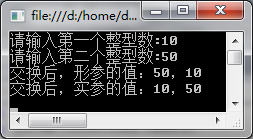 file:///d:/home/d...
请输入第一个整型数:10
请输入第二个整型数:50
交换后，形参的值：50, 10
交换后，实参的值：10, 50